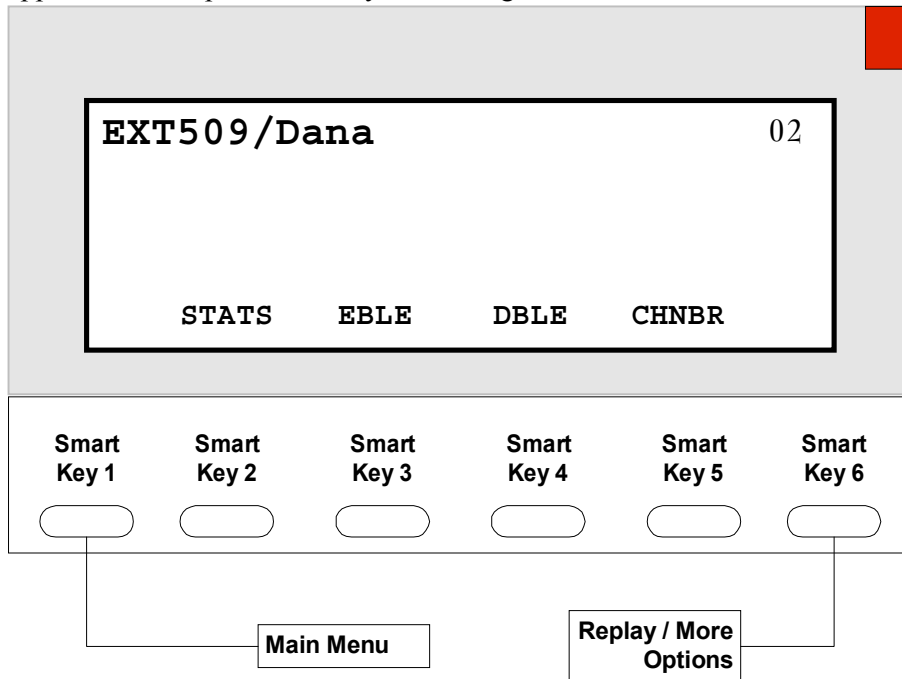 EXT509/Dana 02
STATS EBLE DBLE CHNBR
Smart Key 1 Smart Key 2 Smart Key 3 Smart Key 4 Smart Key 5 Smart Key 6
Main Menu
Replay / More
Options